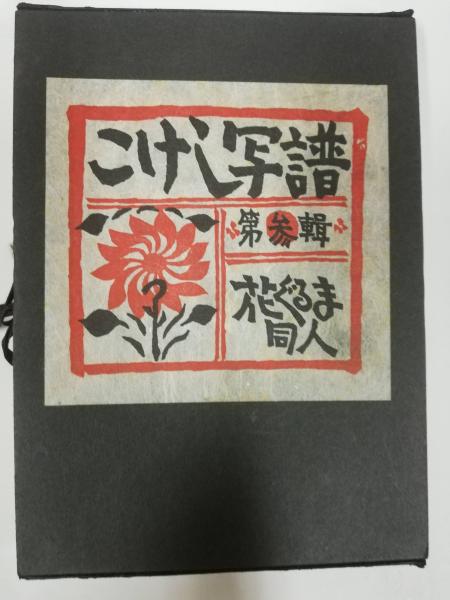 こけし写譜
第参輯
花ぐるま
同人